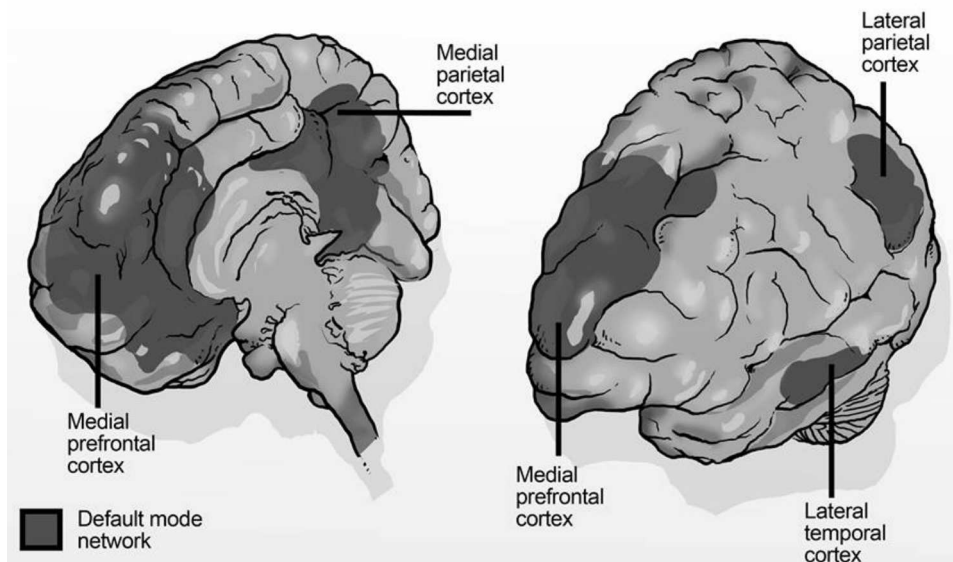 Medial
parietal
cortex
Medial
prefrontal
cortex
Default mode
network
Lateral
parietal
cortex
Medial
prefrontal
cortex
Lateral
temporal
cortex